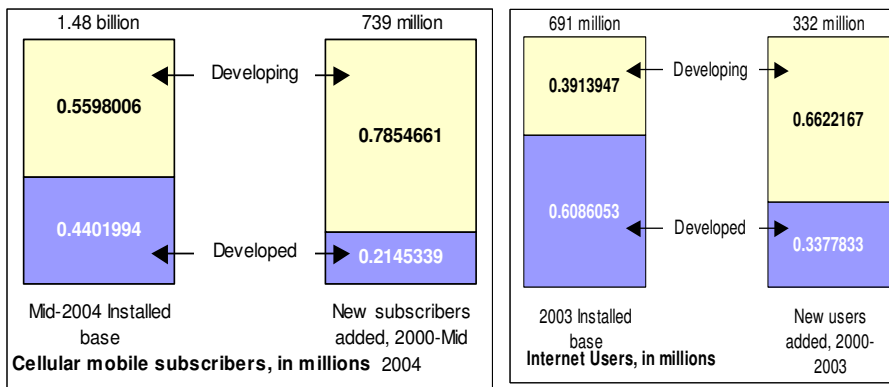 1.48 billion
739 million
Developing
0.5598006
0.7854661
0.4401994
Developed
0.2145339
Mid-2004 Installed
base
New subscribers
added, 2000-Mid
2004
Cellular mobile subscribers, in millions
691 million
332 million
Developing
0.3913947
0.6622167
0.6086053
Developed
0.3377833
2003 Installed
base
New users
added, 2000-
2003
Internet Users, in millions